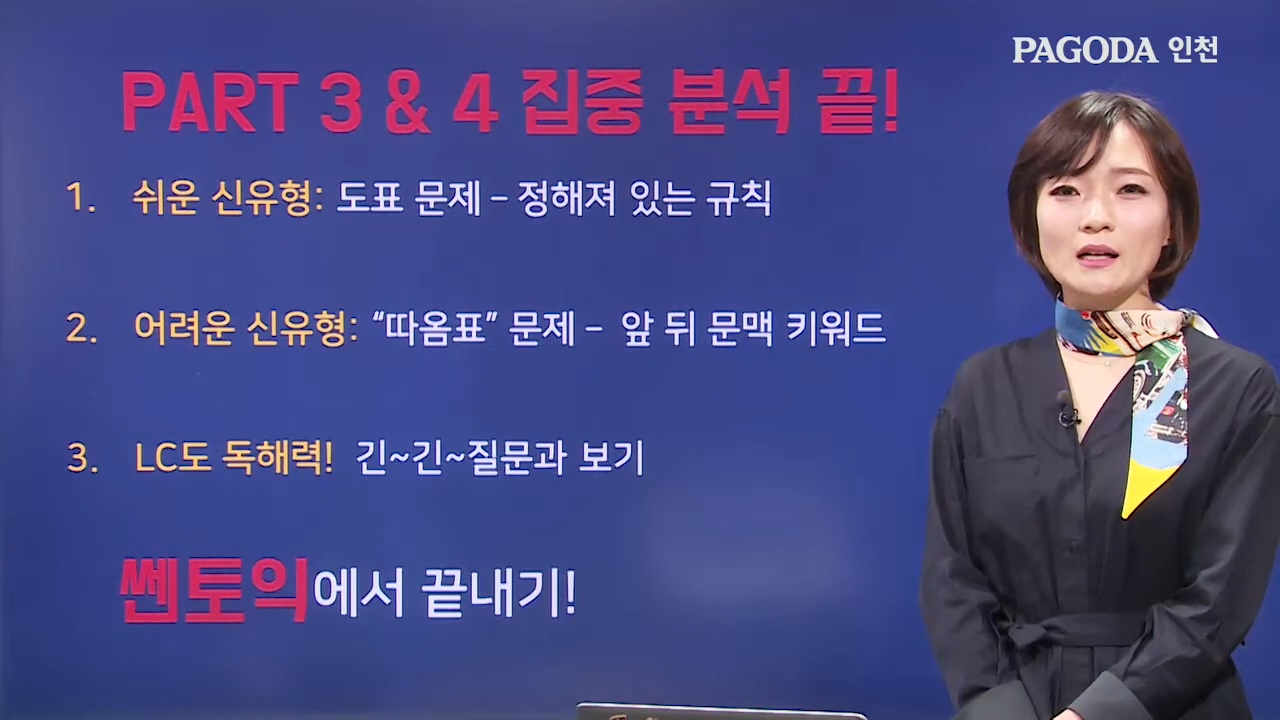 PAGODA 인천
PART 3 & 4 집중 분석 끝!
1. 쉬운 신유형: 도표 문제 – 정해져 있는 규칙
2. 어려운 신유형: “따옴표” 문제 – 앞 뒤 문맥 키워드
3. LC도 독해력! 긴~긴~질문과 보기
쎈토익에서 끝내기!